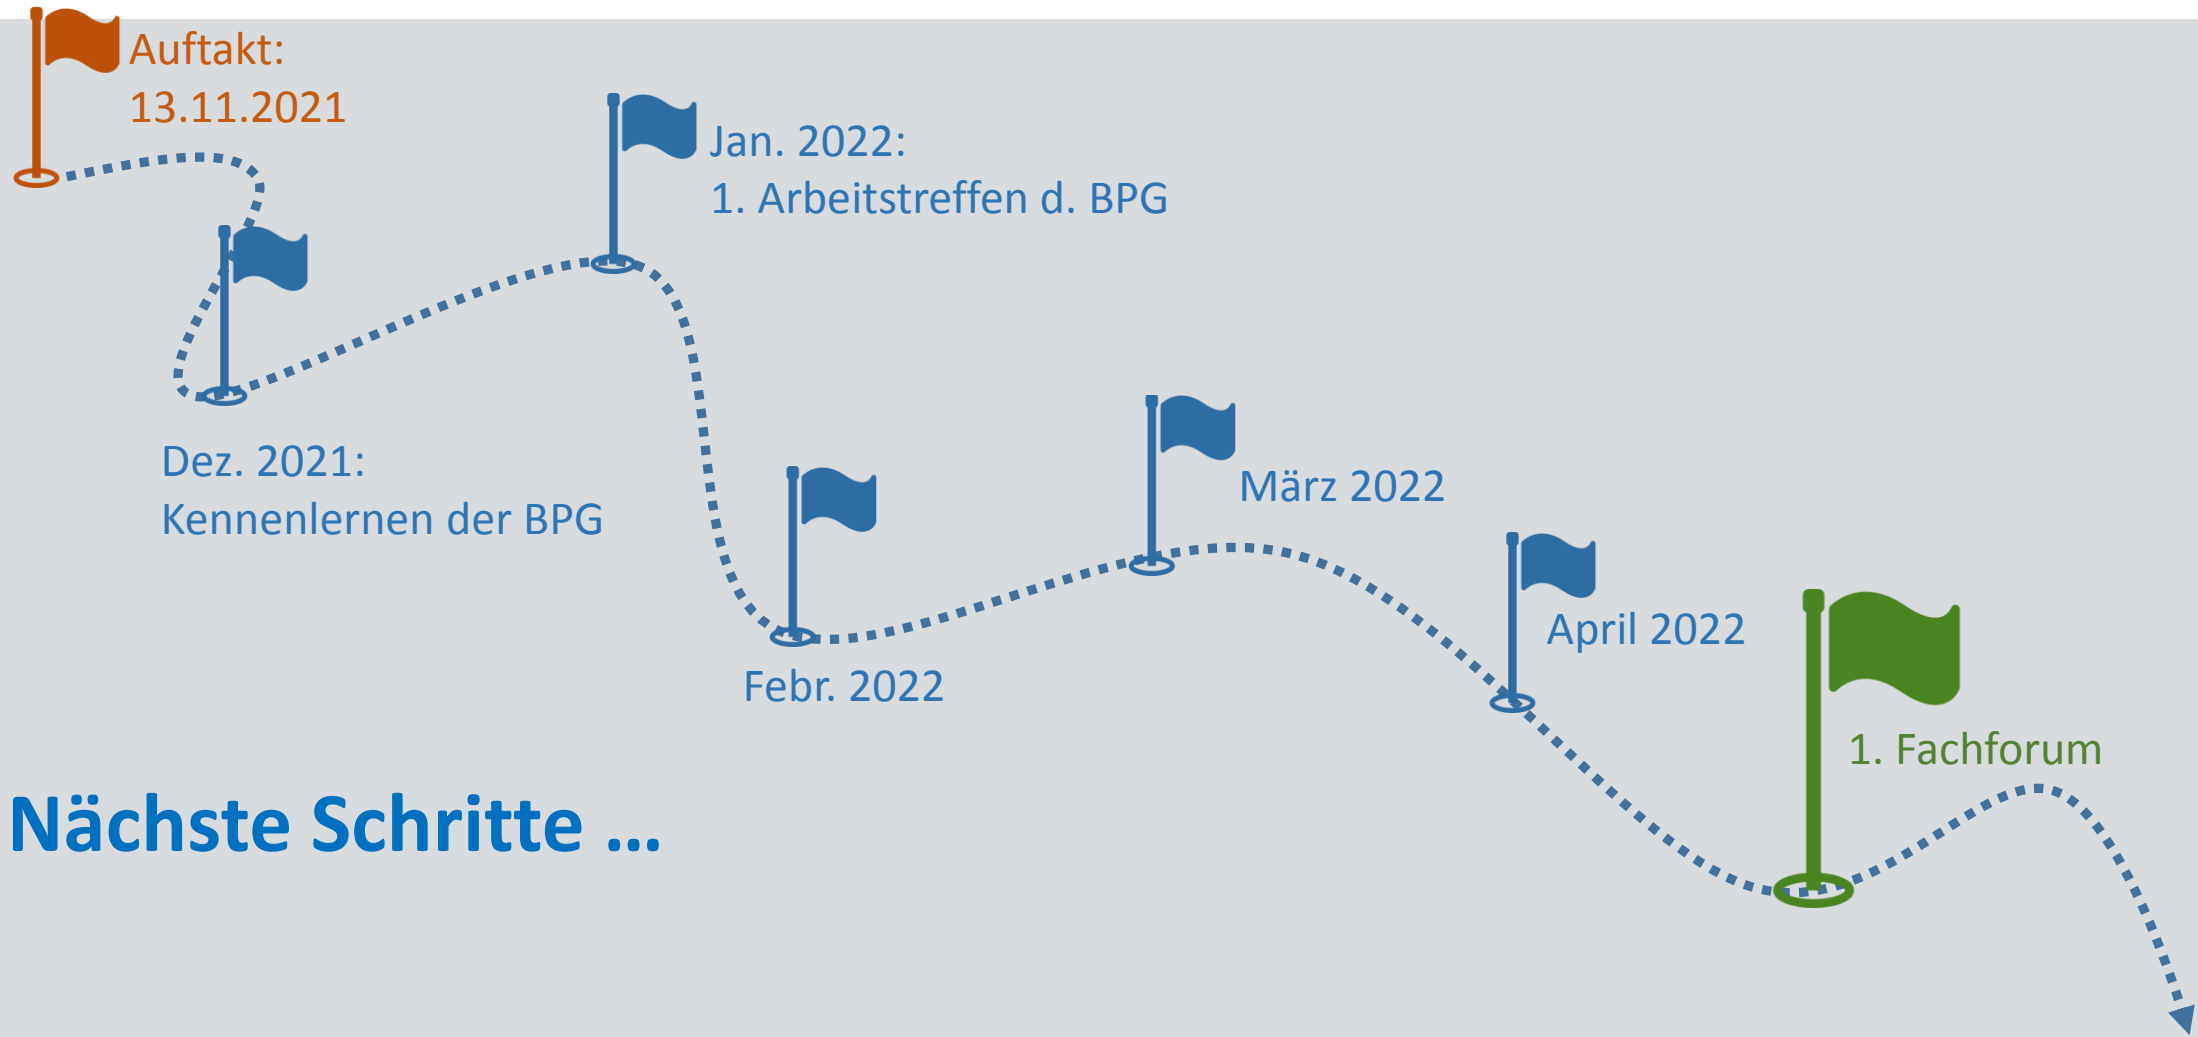 Auftakt:
13.11.2021
Jan. 2022:
1. Arbeitstreffen d. BPG
Dez. 2021:
Kennenlernen der BPG
März 2022
Febr. 2022
April 2022
1. Fachforum
Nächste Schritte ...